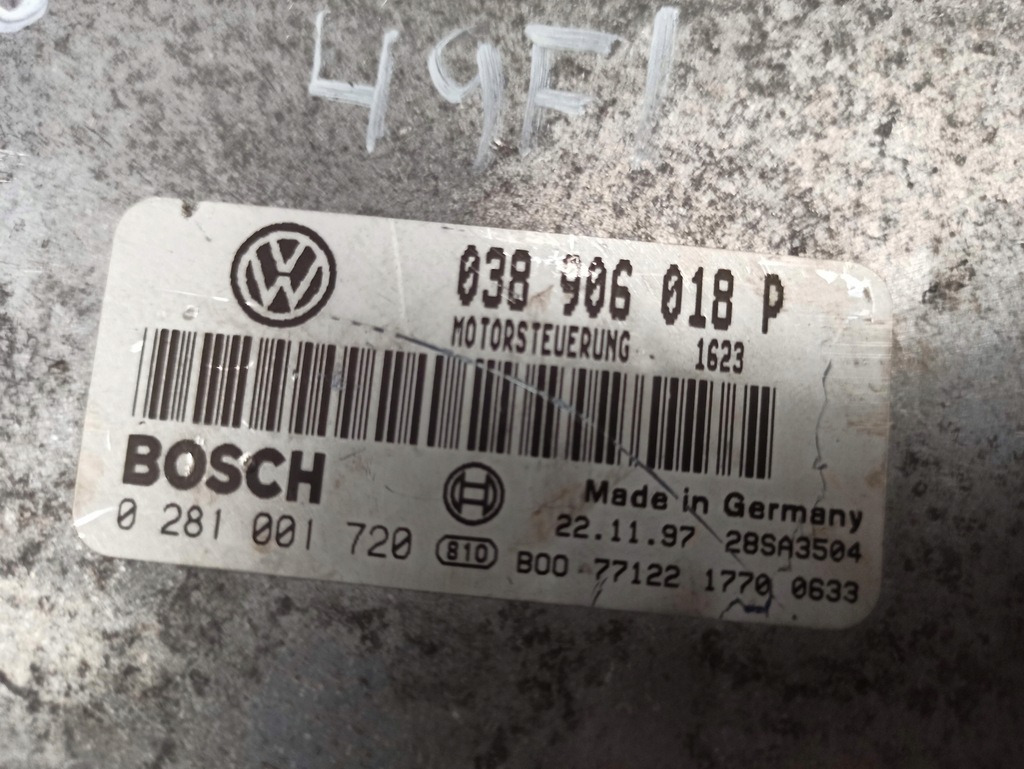 49F1
038 906 018 P
MOTORSTEUERUNG 1623
BOSCH
Made in Germany
0 281 001 720
22.11.97 28SA3504
810 B00 77122 1770 0633